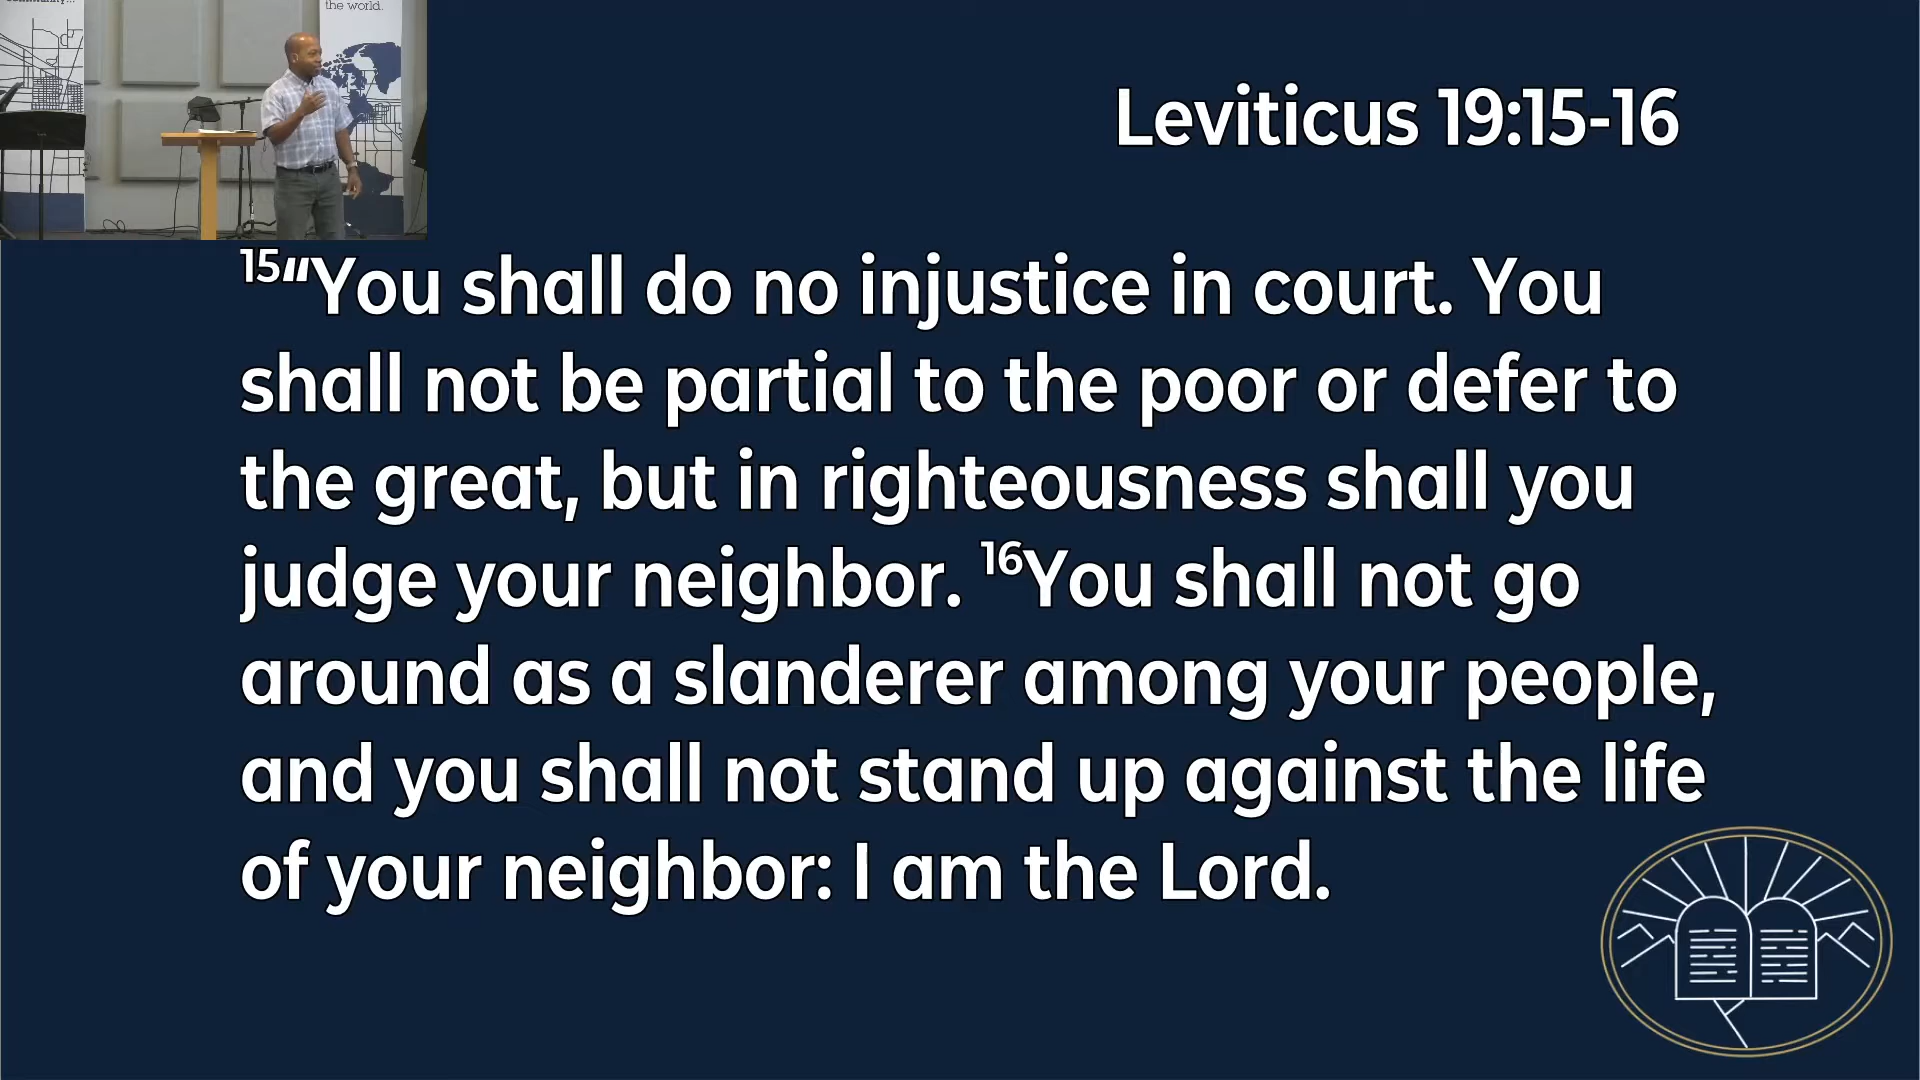 the world.
Leviticus 19:15-16
15“You shall do no injustice in court. You
shall not be partial to the poor or defer to
the great, but in righteousness shall you
judge your neighbor. 16You shall not go
around as a slanderer among your people,
and you shall not stand up against the life
of your neighbor: I am the Lord.